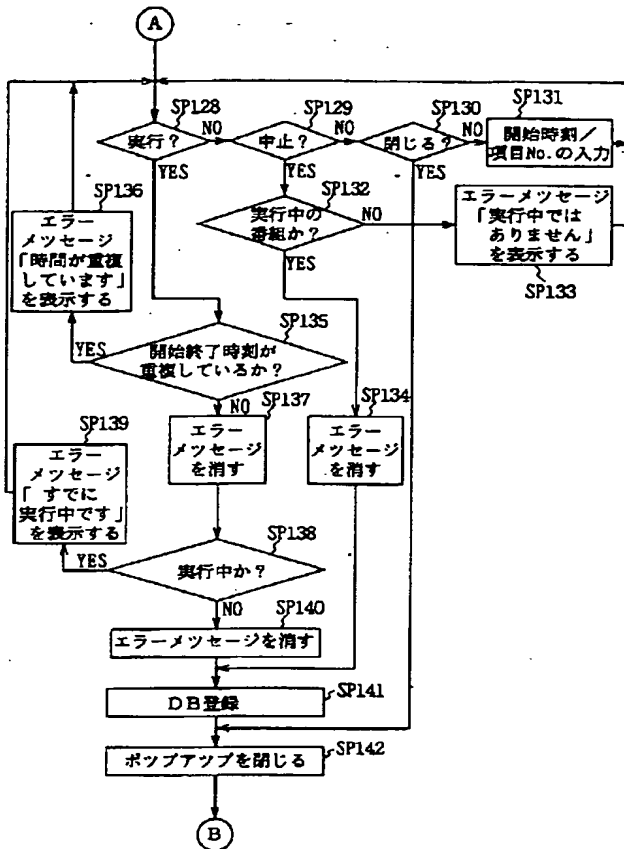 A
SP128
実行?
NO
YES
SP129
中止?
NO
YES
SP130
閉じる?
NO
YES
SP131
開始時刻/
項目No.の入力
SP132
実行中の
番組か?
NO
YES
エラーメツセージ
「実行中では
ありません」
を表示する
SP133
SP136
エラー
メツセージ
「時間が重複
しています」
を表示する
SP135
開始終了時刻が
重複しているか?
YES
NO
SP137
エラー
メツセージ
を消す
SP134
エラー
メツセージ
を消す
SP139
エラー
メツセージ
「すでに
実行中です」
を表示する
SP138
実行中か?
YES
NO
SP140
エラーメツセージを消す
DB登録
SP141
ポツプアツプを閉じる
SP142
B